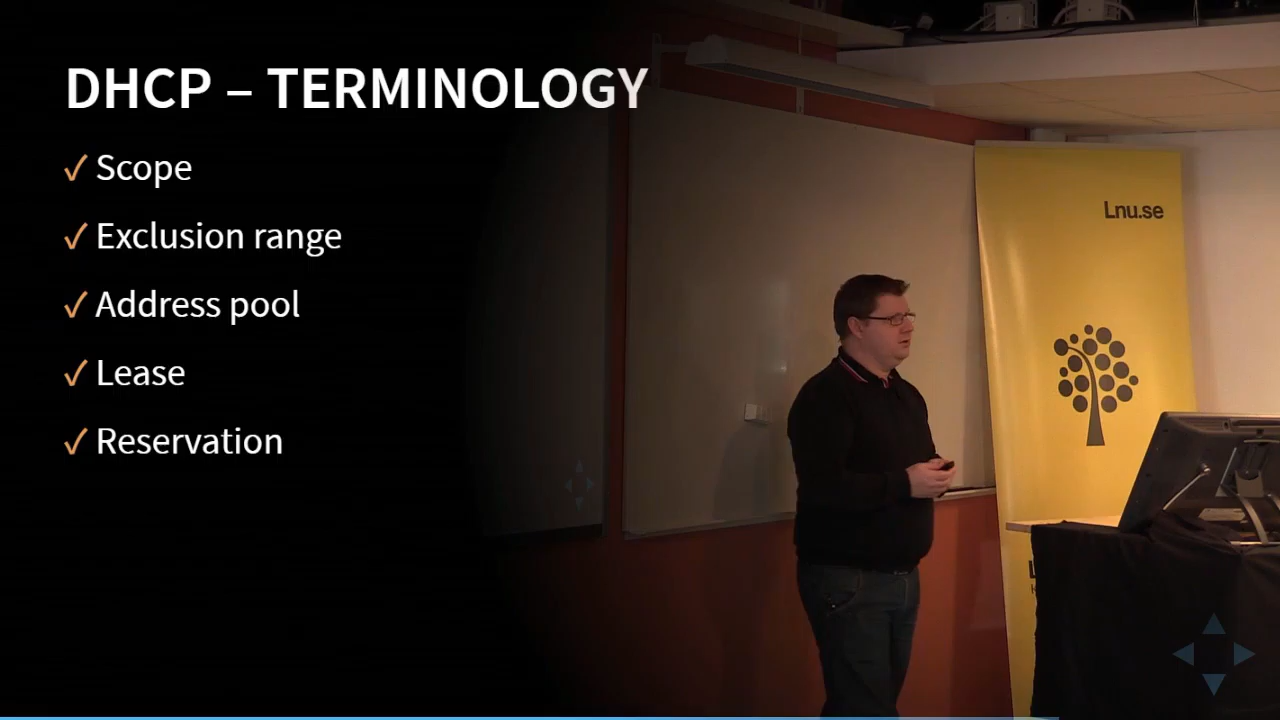 DHCP – TERMINOLOGY
✓ Scope
✓ Exclusion range
✓ Address pool
✓ Lease
✓ Reservation
Lnu.se